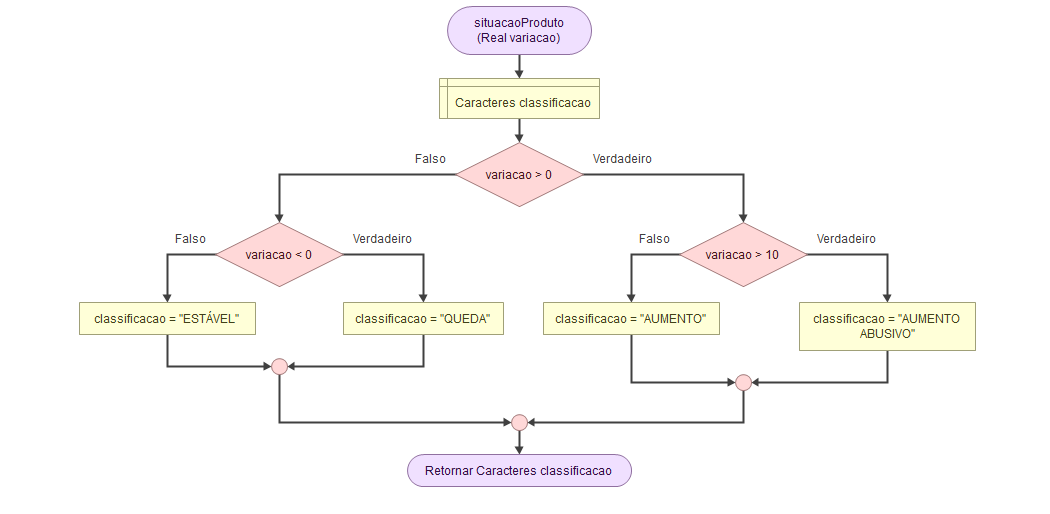 situacaoProduto
(Real variacao)
Caracteres classificacao
Falso
Verdadeiro
variacao > 0
Falso
Verdadeiro
Falso
Verdadeiro
variacao < 0
variacao > 10
classificacao = "ESTÁVEL"
classificacao = "QUEDA"
classificacao = "AUMENTO"
classificacao = "AUMENTO
ABUSIVO"
Retornar Caracteres classificacao